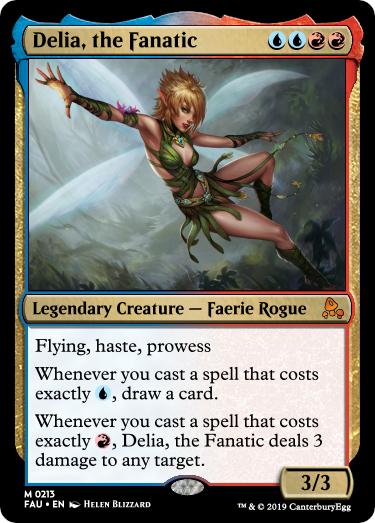 Delia, the Fanatic
Legendary Creature — Faerie Rogue
Flying, haste, prowess
Whenever you cast a spell that costs
exactly , draw a card.
Whenever you cast a spell that costs
exactly , Delia, the Fanatic deals 3
damage to any target.
3/3
M 0213
FAU • EN Helen Blizzard
™ & © 2019 CanterburyEgg